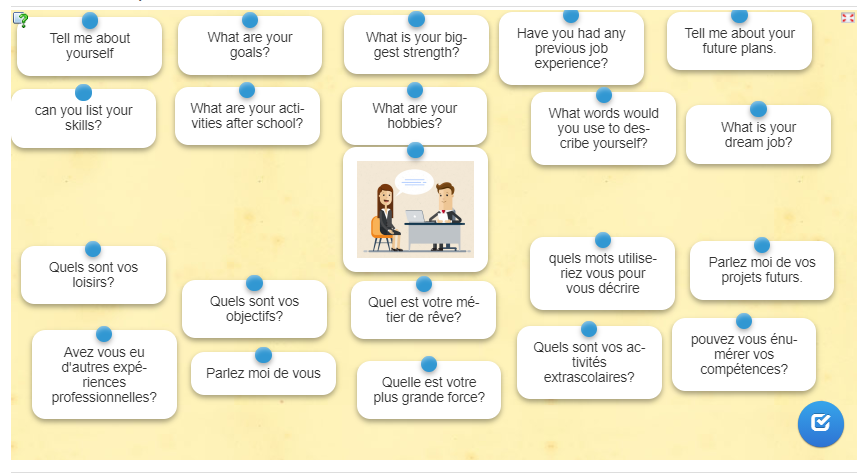 Tell me about
yourself
What are your
goals?
What is your big-
gest strength?
Have you had any
previous job
experience?
Tell me about your
future plans.
can you list your
skills?
What are your acti-
vities after school?
What are your
hobbies?
What words would
you use to des-
cribe yourself?
What is your
dream job?
Quels sont vos
loisirs?
Quels sont vos
objectifs?
Quel est votre mé-
tier de rêve?
quels mots utilise-
riez vous pour
vous décrire
Parlez moi de vos
projets futurs.
Avez vous eu
d'autres expé-
riences
professionnelles?
Parlez moi de vous
Quelle est votre
plus grande force?
Quels sont vos ac-
tivités
extrascolaires?
pouvez vous énu-
mérer vos
compétences?